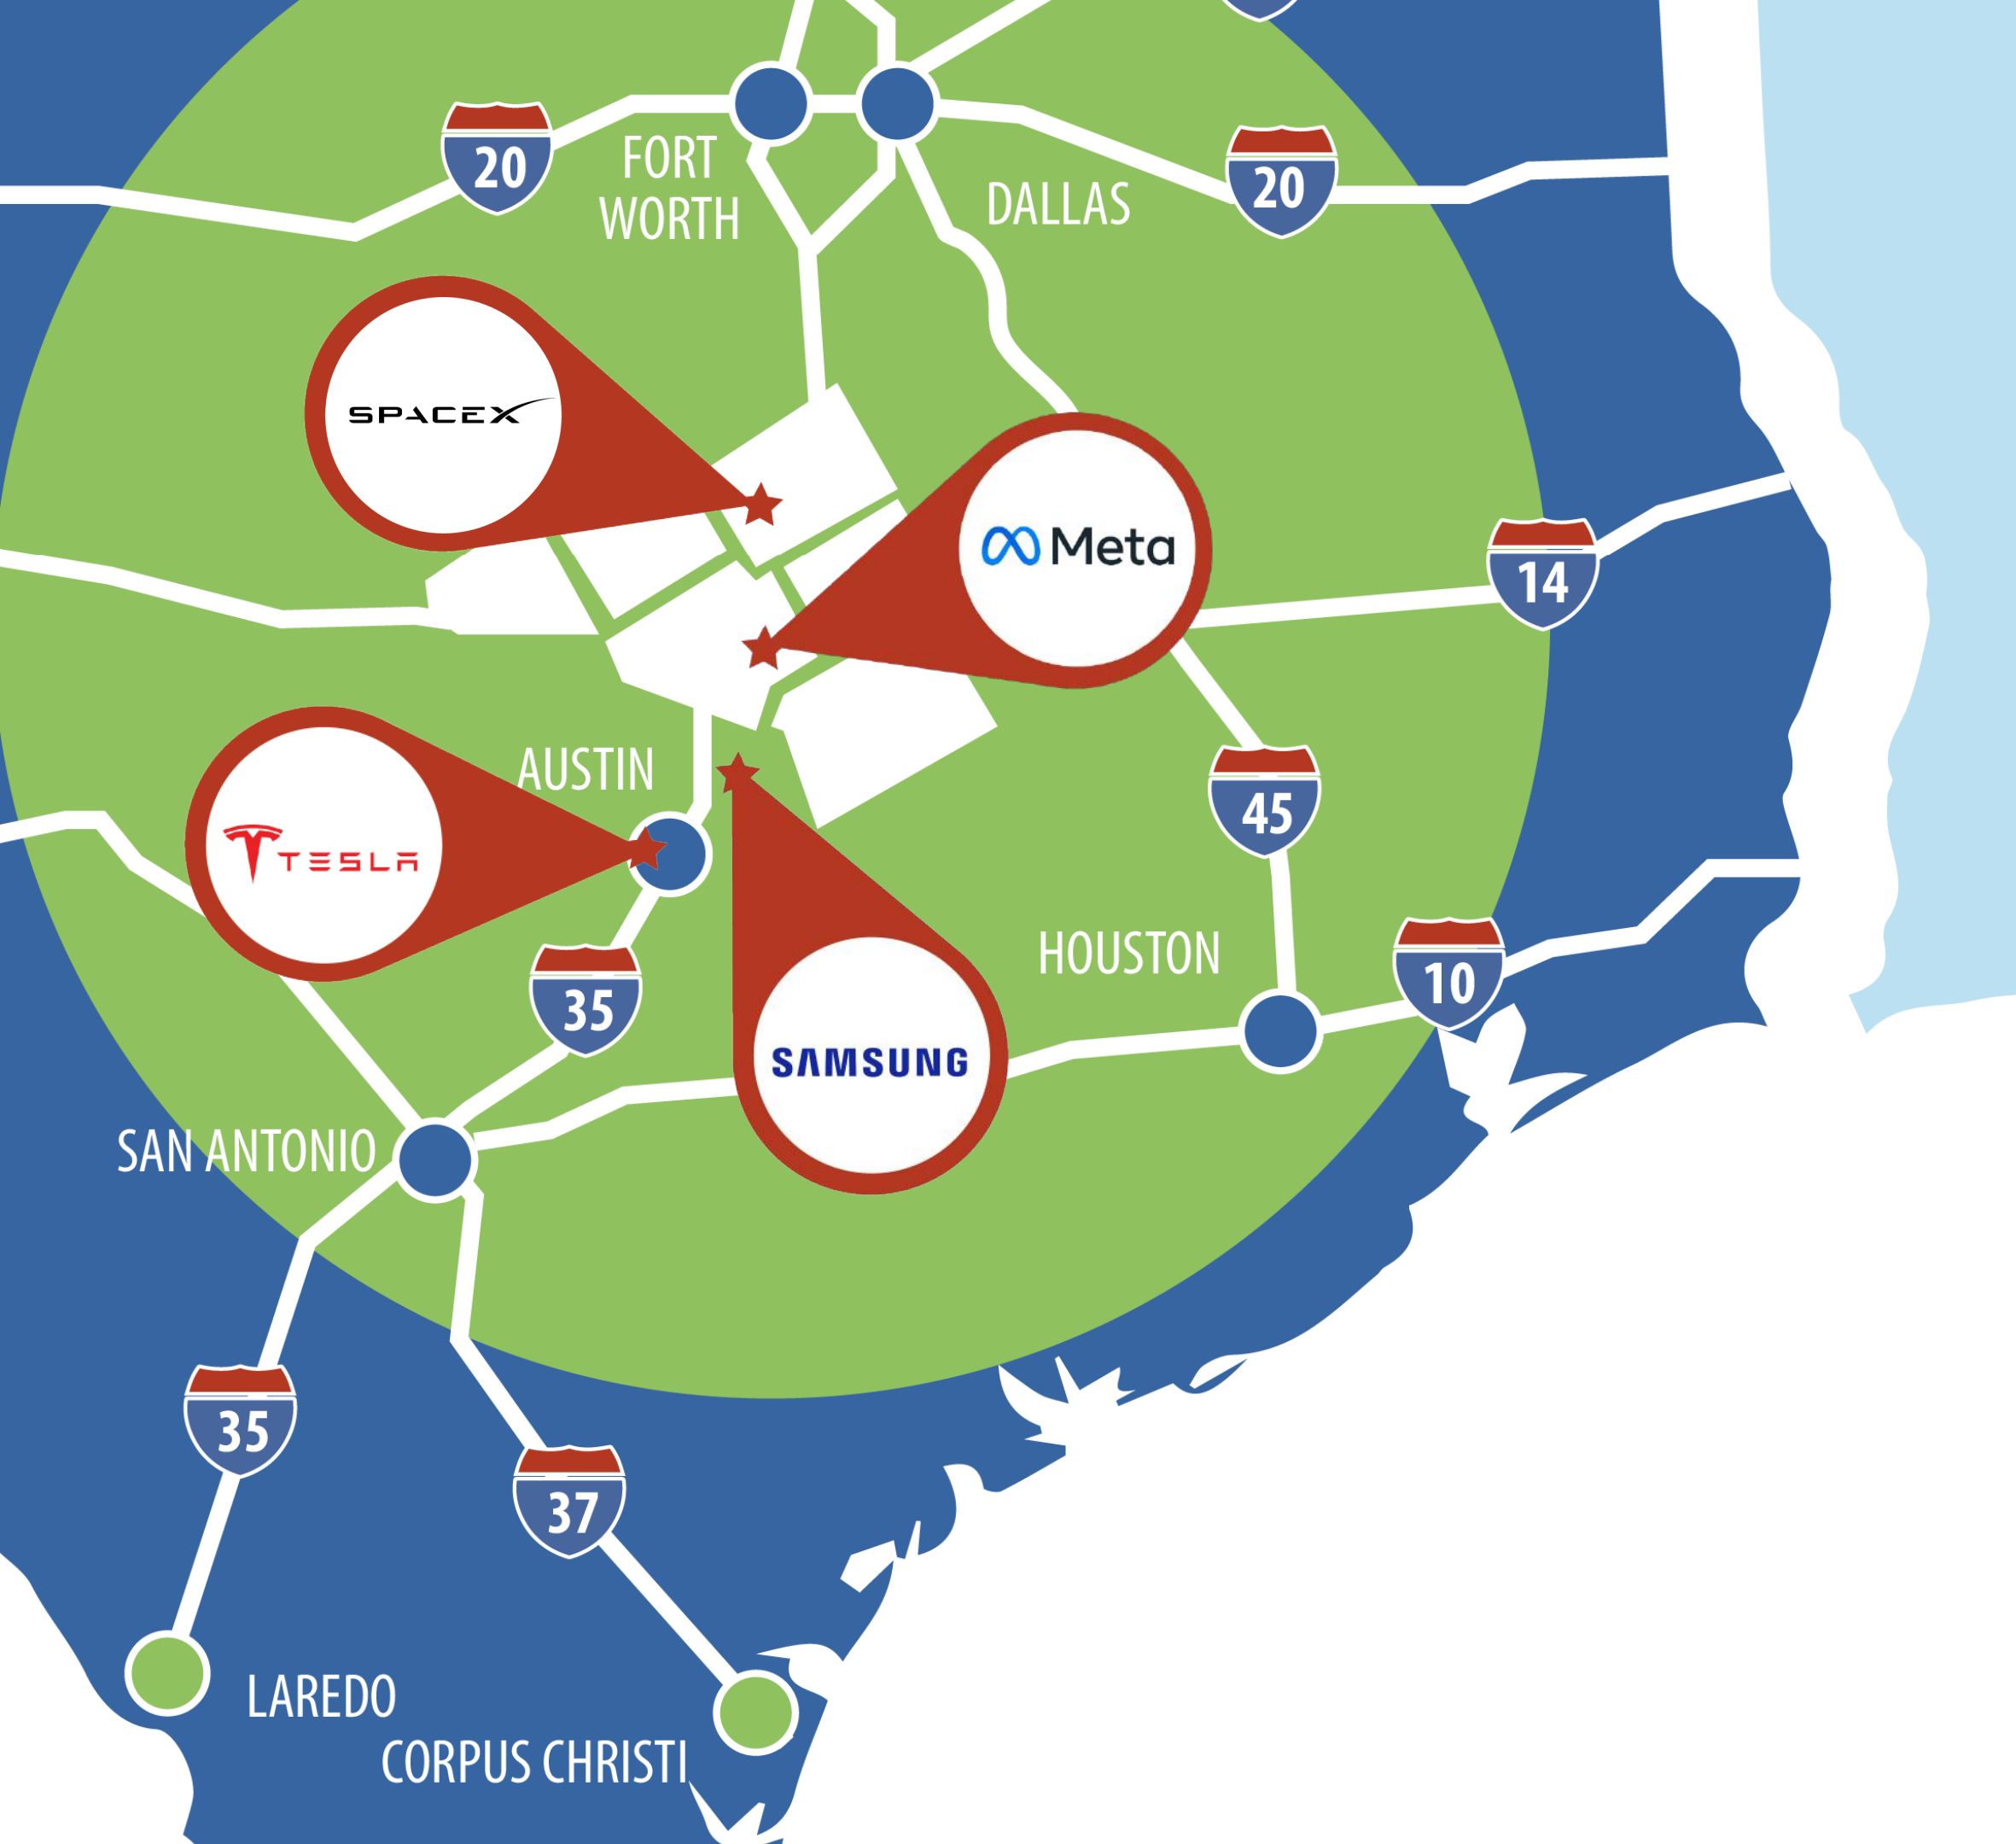 20
FORT
WORTH
DALLAS
20
SPACEX
Meta
14
AUSTIN
TESLA
45
HOUSTON
10
35
SAMSUNG
SAN ANTONIO
35
37
LAREDO
CORPUS CHRISTI